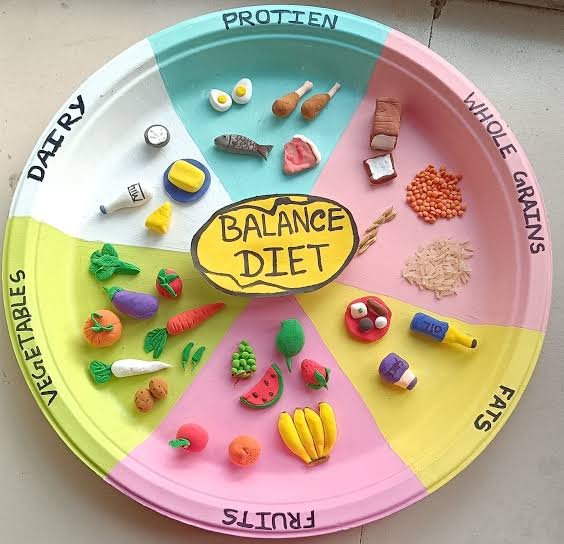 PROTIEN
WHOLE GRAINS
FATS
FRUITS
VEGETABLES
DAIRY
BALANCE
DIET
OIL